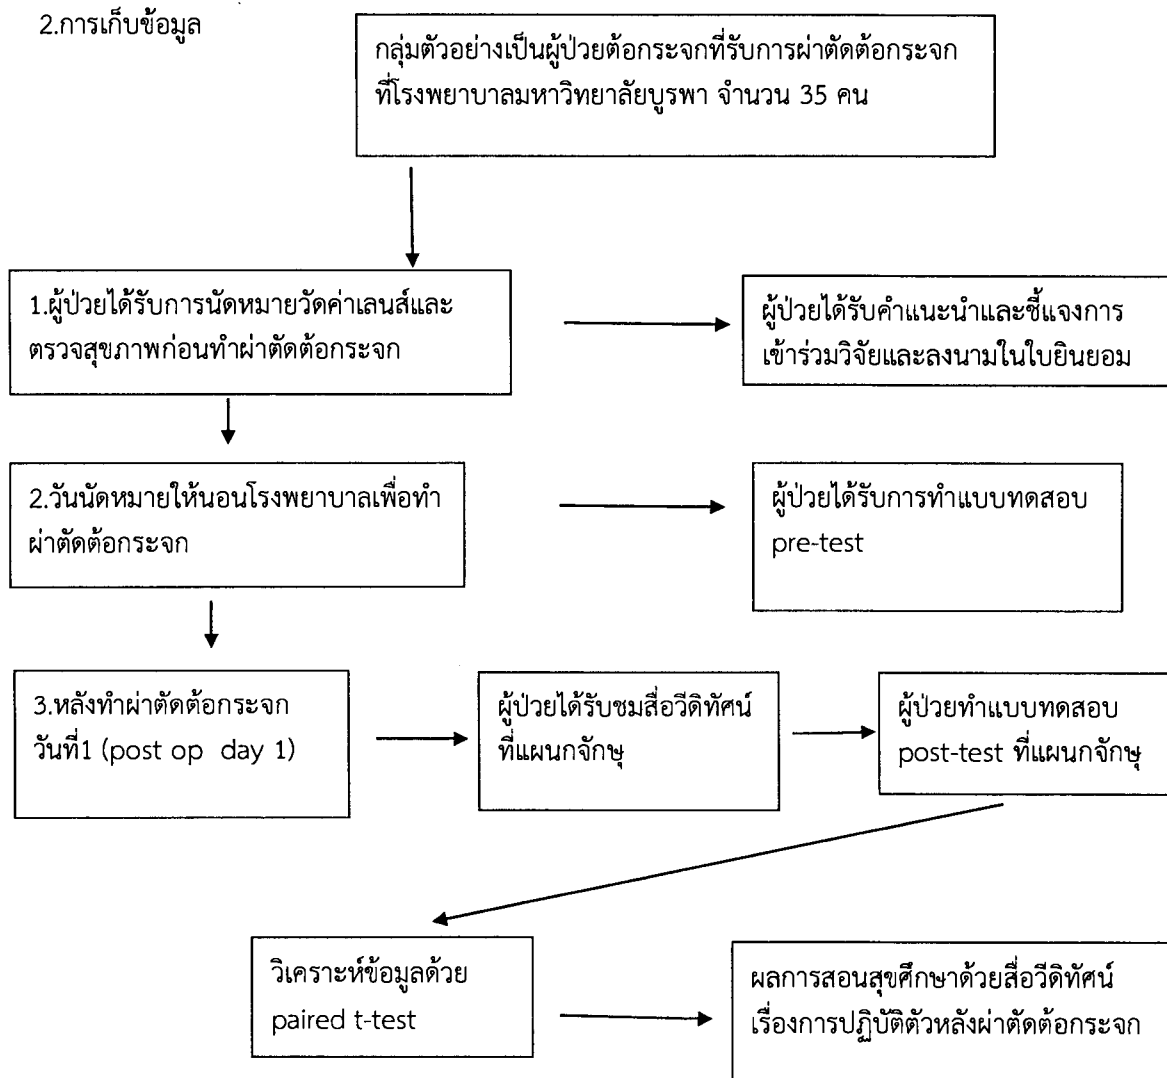 2.การเก็บข้อมูล
กลุ่มตัวอย่างเป็นผู้ป่วยต้อกระจกที่รับการผ่าตัดต้อกระจก
ที่โรงพยาบาลมหาวิทยาลัยบูรพา จำนวน 35 คน
1.ผู้ป่วยได้รับการนัดหมายวัดค่าเลนส์และ
ตรวจสุขภาพก่อนทำผ่าตัดต้อกระจก
ผู้ป่วยได้รับคำแนะนำและชี้แจงการ
เข้าร่วมวิจัยและลงนามในใบยินยอม
2.วันนัดหมายให้นอนโรงพยาบาลเพื่อทำ
ผ่าตัดต้อกระจก
ผู้ป่วยได้รับการทำแบบทดสอบ
pre-test
3.หลังทำผ่าตัดต้อกระจก
วันที่1 (post op day 1)
ผู้ป่วยได้รับชมสื่อวีดิทัศน์
ที่แผนกจักษุ
ผู้ป่วยทำแบบทดสอบ
post-test ที่แผนกจักษุ
วิเคราะห์ข้อมูลด้วย
paired t-test
ผลการสอนสุขศึกษาด้วยสื่อวีดิทัศน์
เรื่องการปฏิบัติตัวหลังผ่าตัดต้อกระจก